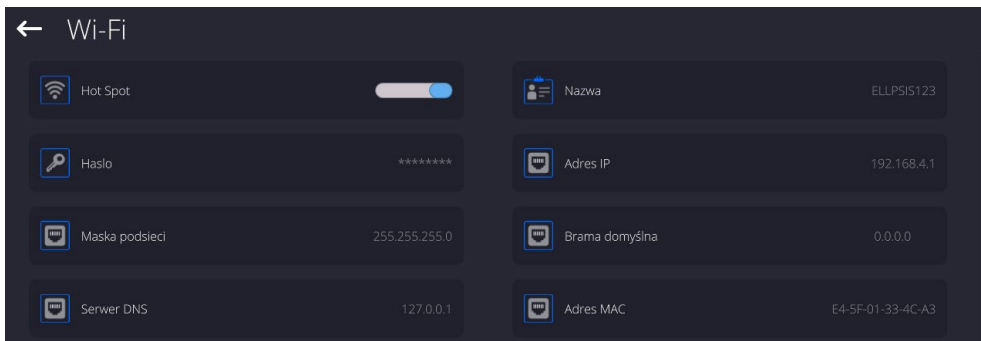 Wi-Fi
Hot Spot
Nazwa ELLPSIS123
Haslo ********
Adres IP 192.168.4.1
Maska podsieci 255.255.255.0
Brama domyślna 0.0.0.0
Serwer DNS 127.0.0.1
Adres MAC E4-5F-01-33-4C-A3